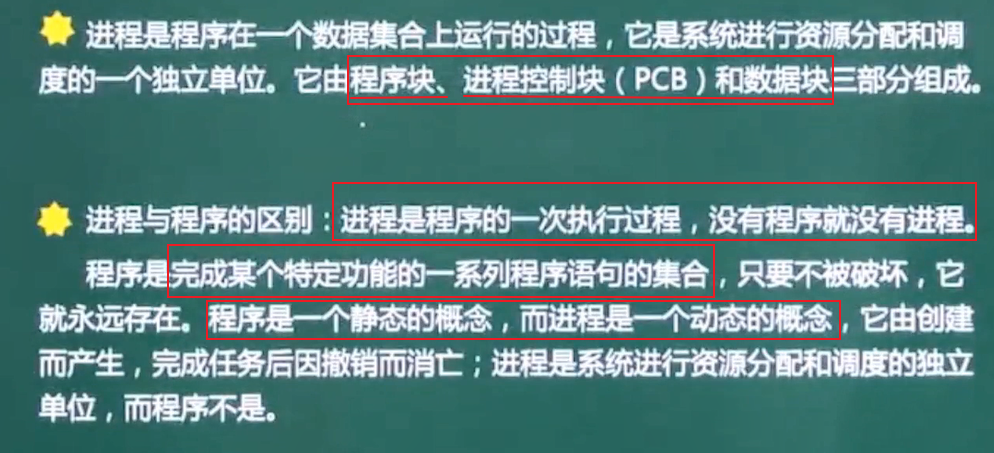 进程是程序在一个数据集合上运行的过程，它是系统进行资源分配和调
度的一个独立单位。它由程序块、进程控制块（PCB）和数据块三部分组成。
进程与程序的区别：进程是程序的一次执行过程，没有程序就没有进程。
程序是完成某个特定功能的一系列程序语句的集合，只要不被破坏，它
就永远存在。程序是一个静态的概念，而进程是一个动态的概念，它由创建
而产生，完成任务后因撤销而消亡；进程是系统进行资源分配和调度的独立
单位，而程序不是。